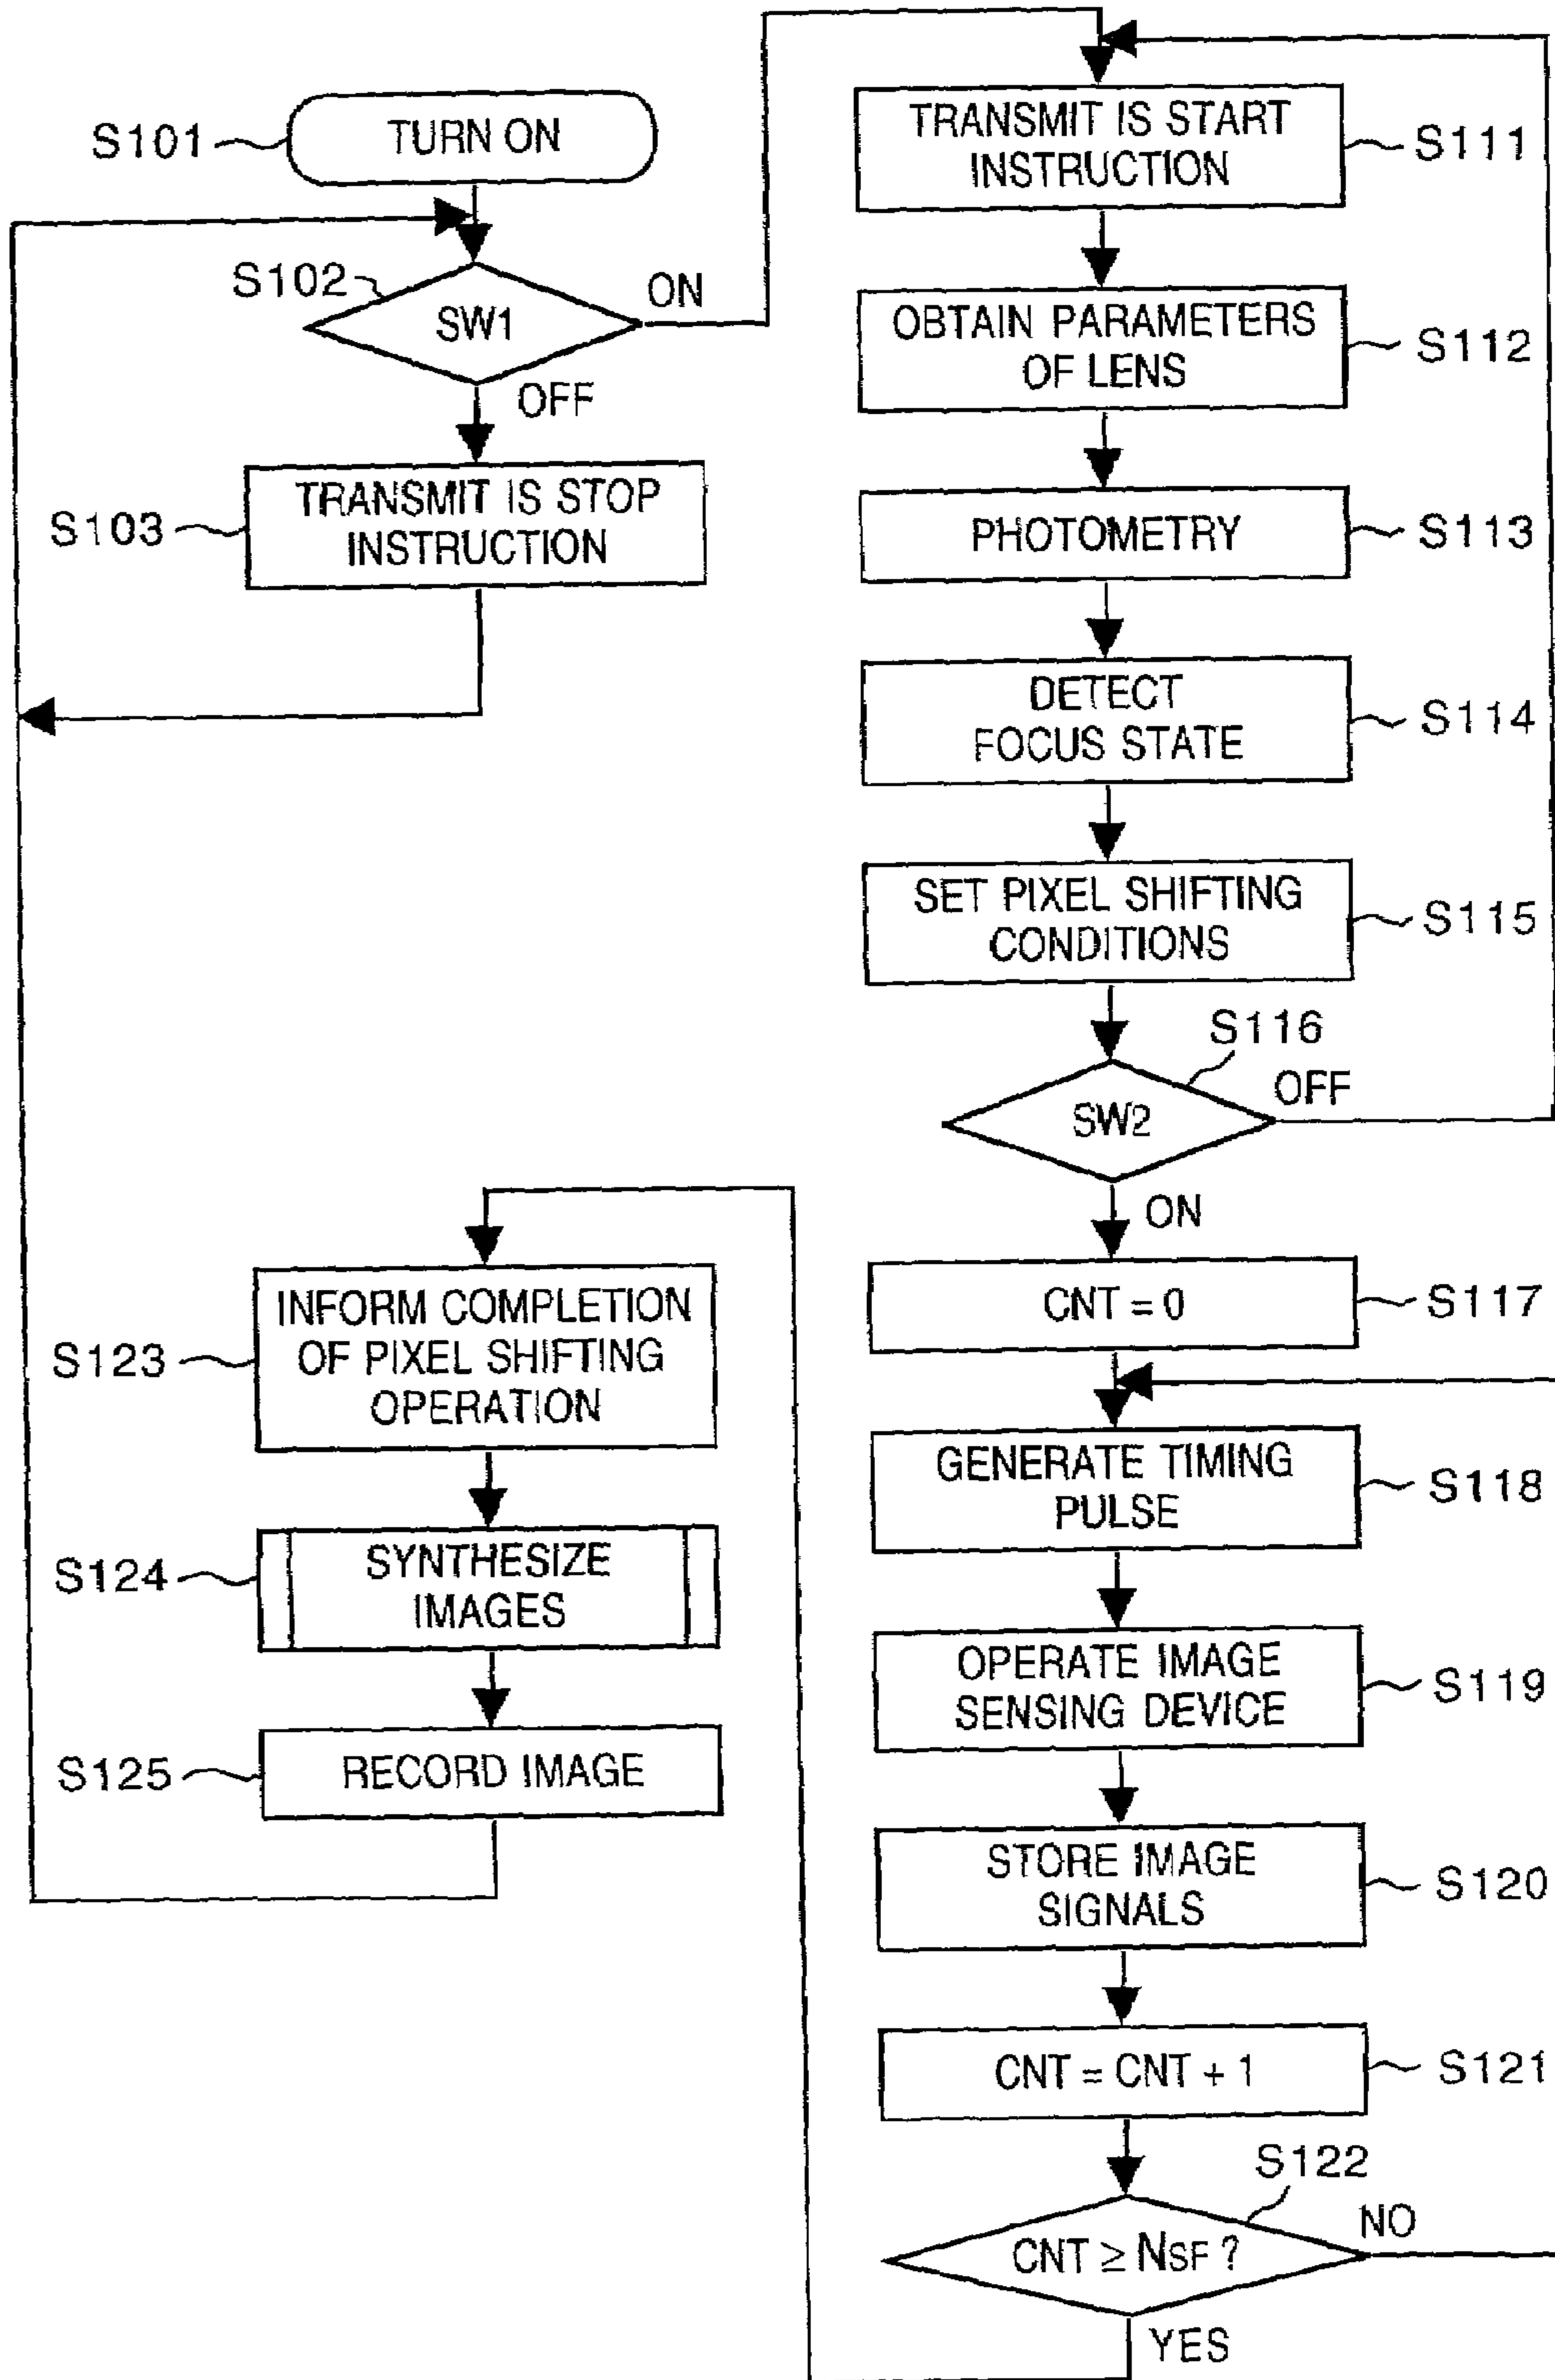 S101
TURN ON
S102
SW1
ON
OFF
S103
TRANSMIT IS STOP
INSTRUCTION
TRANSMIT IS START
INSTRUCTION
S111
OBTAIN PARAMETERS
OF LENS
S112
PHOTOMETRY
S113
DETECT
FOCUS STATE
S114
SET PIXEL SHIFTING
CONDITIONS
S115
S116
SW2
OFF
ON
CNT = 0
S117
GENERATE TIMING
PULSE
S118
OPERATE IMAGE
SENSING DEVICE
S119
STORE IMAGE
SIGNALS
S120
CNT = CNT + 1
S121
S122
CNT ≥ NSF ?
NO
YES
S123
INFORM COMPLETION
OF PIXEL SHIFTING
OPERATION
S124
SYNTHESIZE
IMAGES
S125
RECORD IMAGE